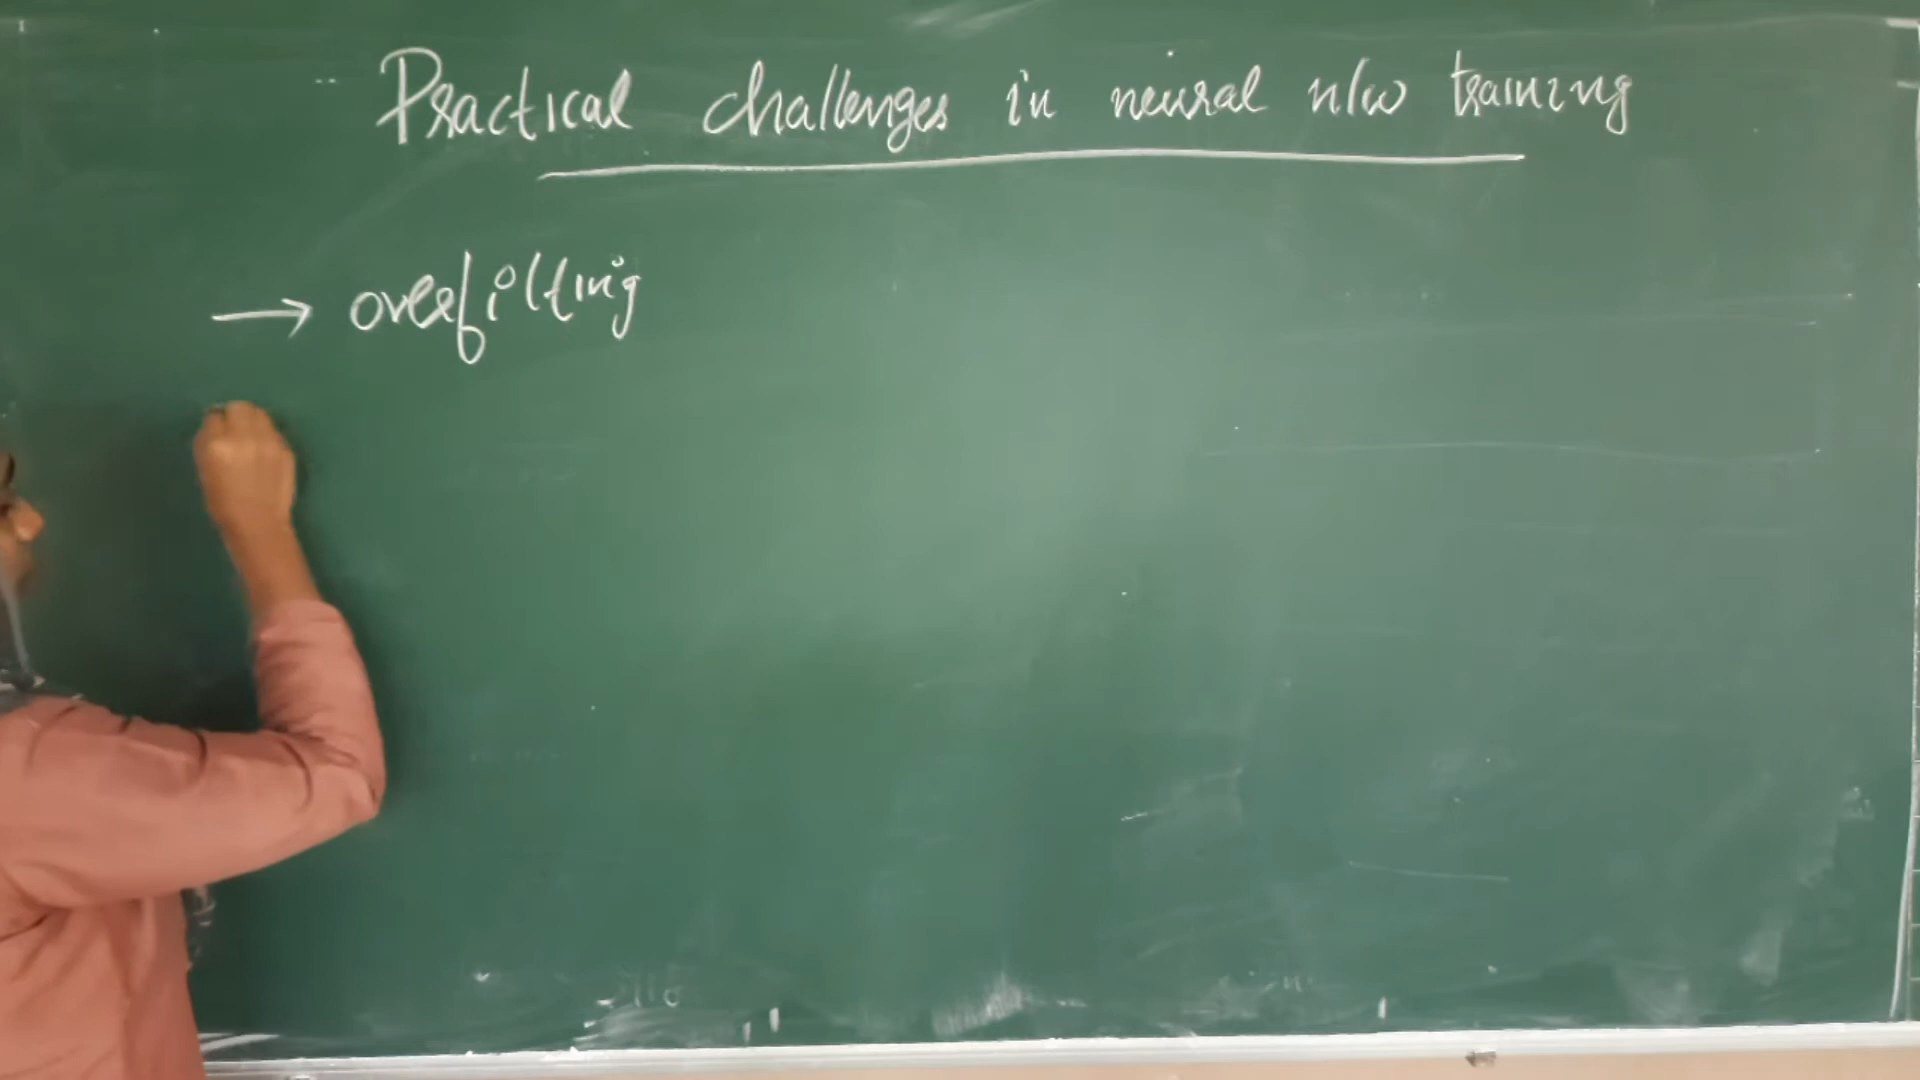 Practical challenges in neural n/w training
→ overfitting